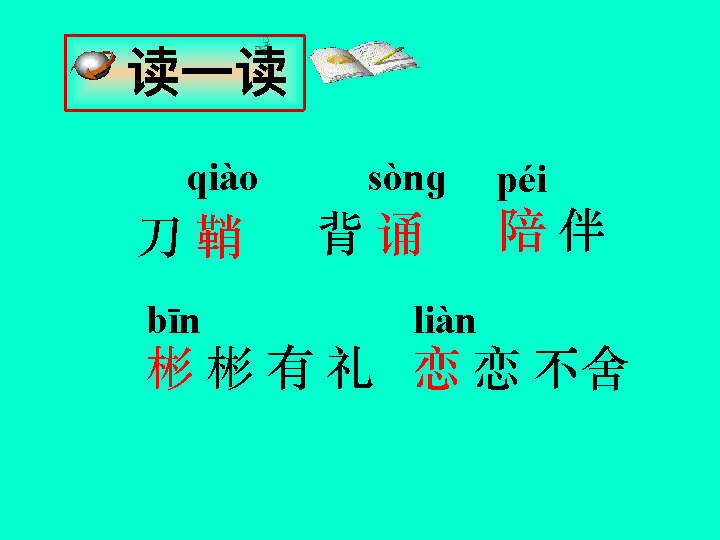 读一读
qiào sòng péi
刀鞘 背诵 陪伴
bīn liàn
彬彬有礼 恋恋不舍